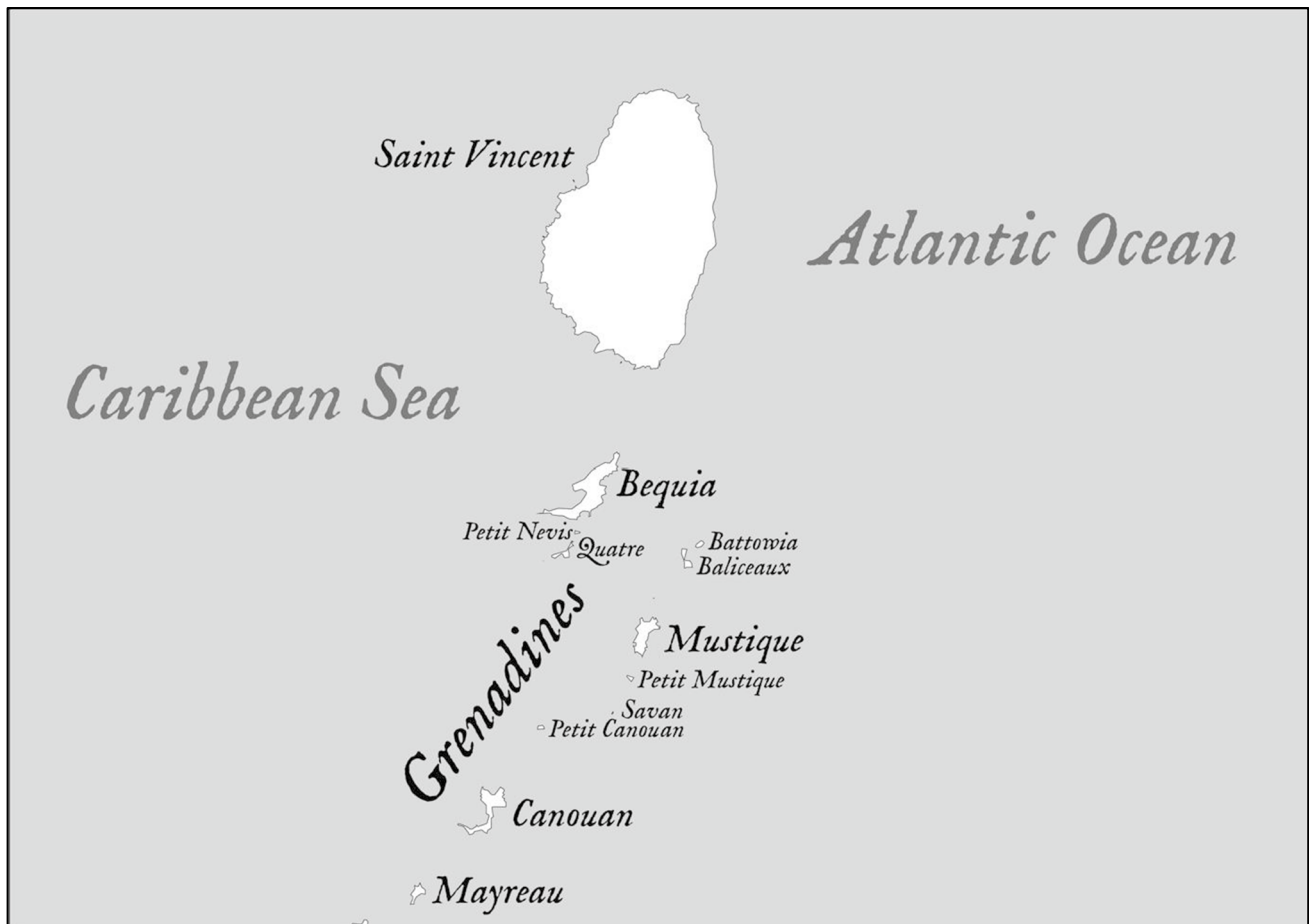 Saint Vincent
Atlantic Ocean
Caribbean Sea
Bequia
Petit Nevis
Quatre
Battowia
Baliceaux
Grenadines
Mustique
Petit Mustique
Savan
Petit Canouan
Canouan
Mayreau